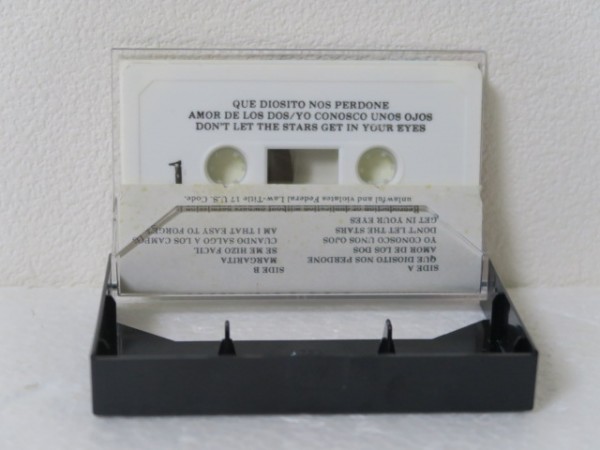 QUE DIOSITO NOS PERDONE
AMOR DE LOS DOS/YO CONOSCO UNOS OJOS
DON'T LET THE STARS GET IN YOUR EYES
1
SIDE A
QUE DIOSITO NOS PERDONE
AMOR DE LOS DOS
YO CONOSCO UNOS OJOS
DON'T LET THE STARS
GET IN YOUR EYES
SIDE B
MARGARITA
SE ME HIZO FACIL
CUANDO SALGO A LOS CAMPOS
AM I THAT EASY TO FORGET
unlawful and violates Federal Law-Title 17 U.S. Code.